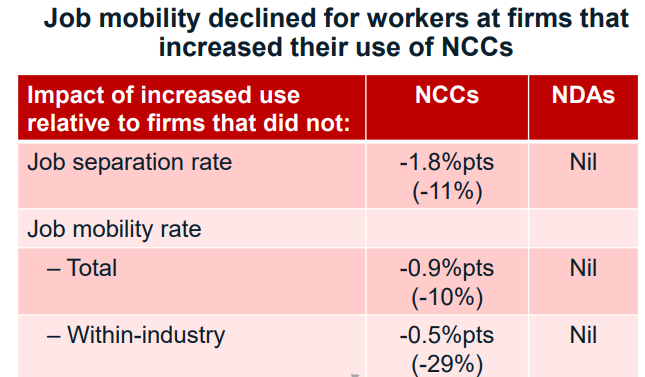 Job mobility declined for workers at firms that
increased their use of NCCs
Impact of increased use NCCs NDAs
relative to firms that did not:
Job separation rate -1.8%pts Nil
(-11%)
Job mobility rate
– Total -0.9%pts Nil
(-10%)
– Within-industry -0.5%pts Nil
(-29%)